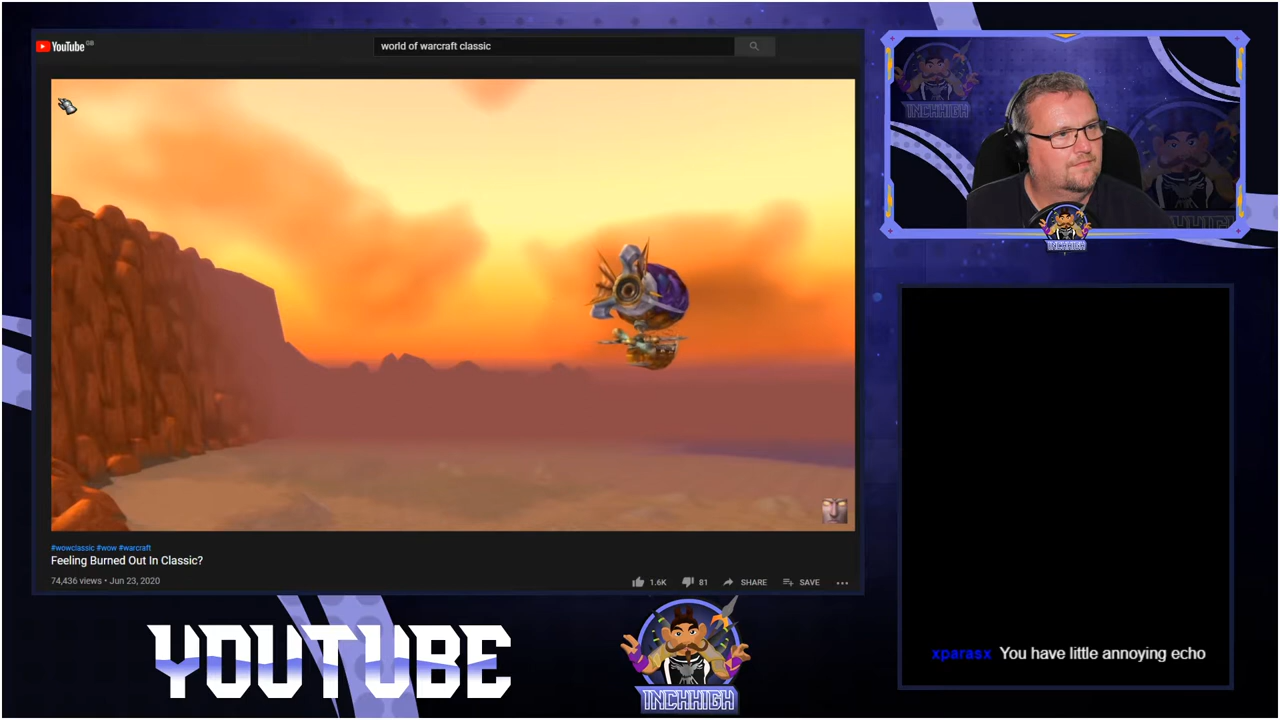 YouTube GB
world of warcraft classic
INCHHIGH
INCHHIGH
#wowclassic #wow #warcraft
Feeling Burned Out In Classic?
74,436 views • Jun 23, 2020
1.6K 81 SHARE SAVE
xparasx You have little annoying echo
YOUTUBE
INCHHIGH